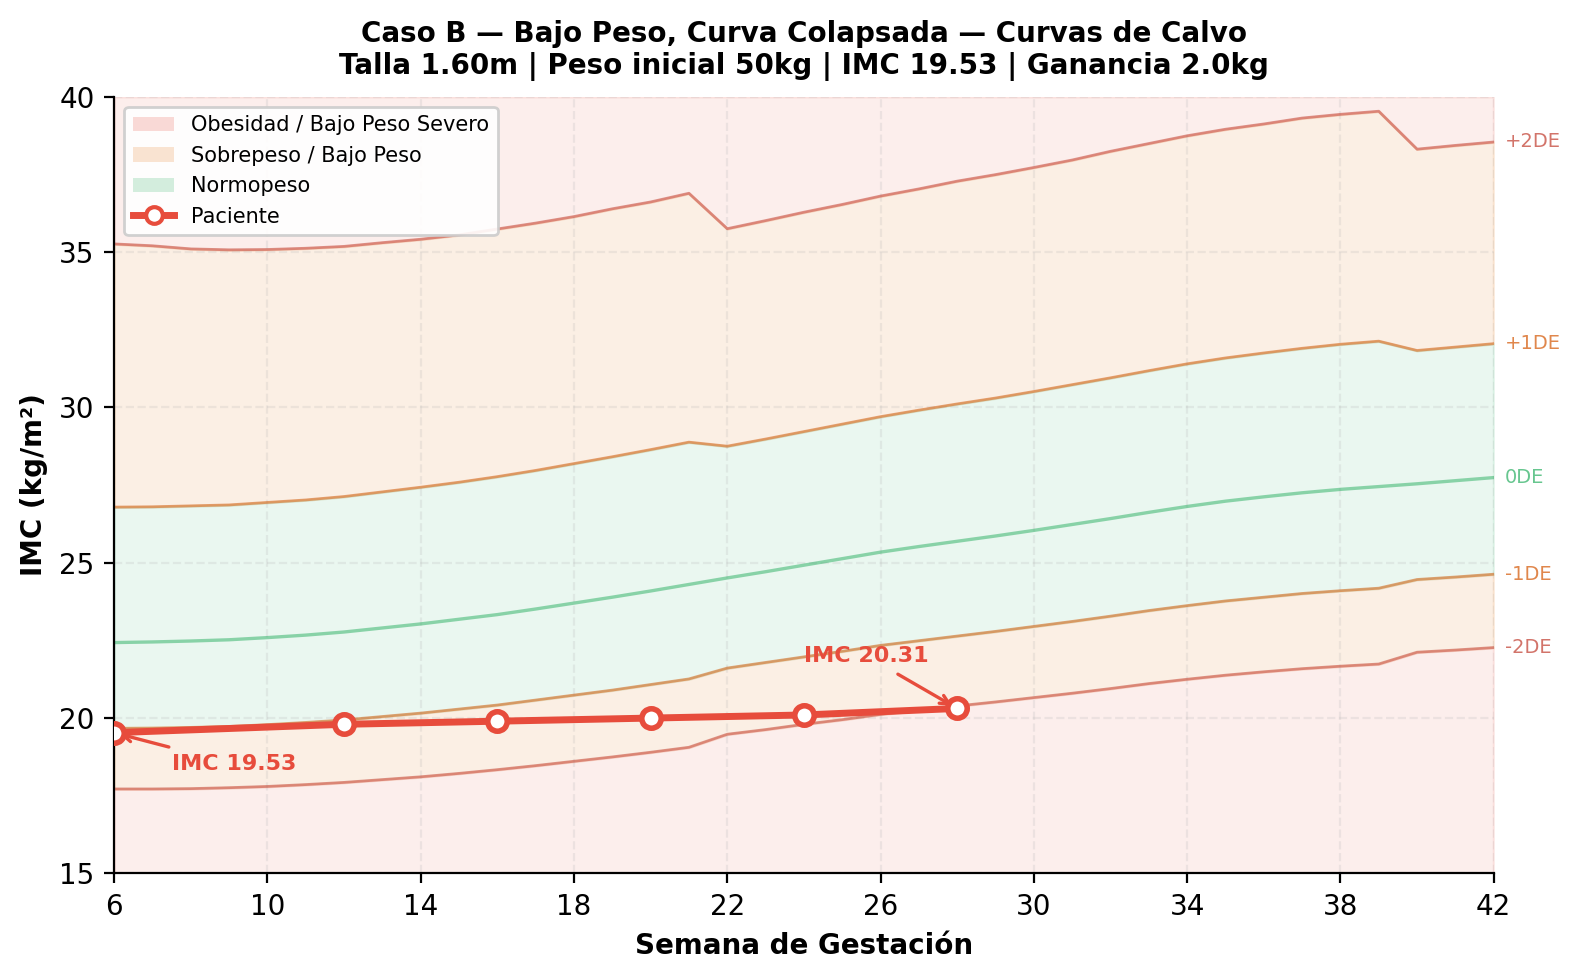 Caso B — Bajo Peso, Curva Colapsada — Curvas de Calvo
Talla 1.60m | Peso inicial 50kg | IMC 19.53 | Ganancia 2.0kg
Obesidad / Bajo Peso Severo
Sobrepeso / Bajo Peso
Normopeso
Paciente
IMC (kg/m²)
40
35
30
25
20
15
+2DE
+1DE
0DE
-1DE
-2DE
IMC 20.31
IMC 19.53
6 10 14 18 22 26 30 34 38 42
Semana de Gestación